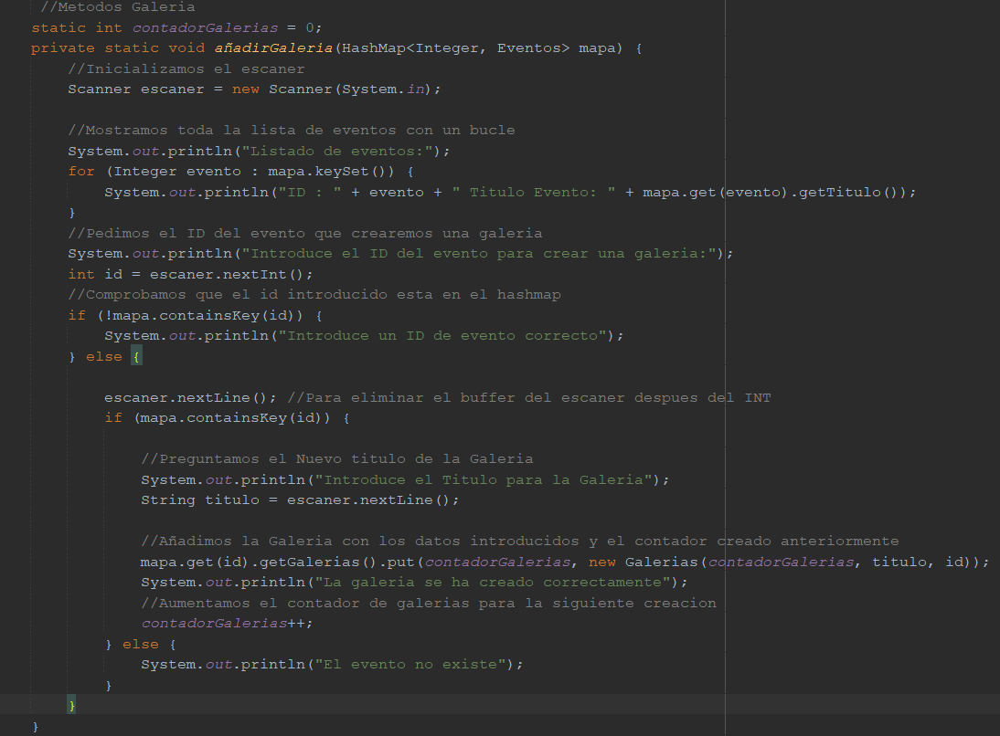 //Metodos Galeria
static int contadorGalerias = 0;
private static void añadirGaleria(HashMap<Integer, Eventos> mapa) {
//Inicializamos el escaner
Scanner escaner = new Scanner(System.in);
//Mostramos toda la lista de eventos con un bucle
System.out.println("Listado de eventos:");
for (Integer evento : mapa.keySet()) {
System.out.println("ID : " + evento + " Titulo Evento: " + mapa.get(evento).getTitulo());
}
//Pedimos el ID del evento que crearemos una galeria
System.out.println("Introduce el ID del evento para crear una galeria:");
int id = escaner.nextInt();
//Comprobamos que el id introducido esta en el hashmap
if (!mapa.containsKey(id)) {
System.out.println("Introduce un ID de evento correcto");
} else {
escaner.nextLine(); //Para eliminar el buffer del escaner despues del INT
if (mapa.containsKey(id)) {
//Preguntamos el Nuevo titulo de la Galeria
System.out.println("Introduce el Titulo para la Galeria");
String titulo = escaner.nextLine();
//Añadimos la Galeria con los datos introducidos y el contador creado anteriormente
mapa.get(id).getGalerias().put(contadorGalerias, new Galerias(contadorGalerias, titulo, id));
System.out.println("La galeria se ha creado correctamente");
//Aumentamos el contador de galerias para la siguiente creacion
contadorGalerias++;
} else {
System.out.println("El evento no existe");
}
}
}